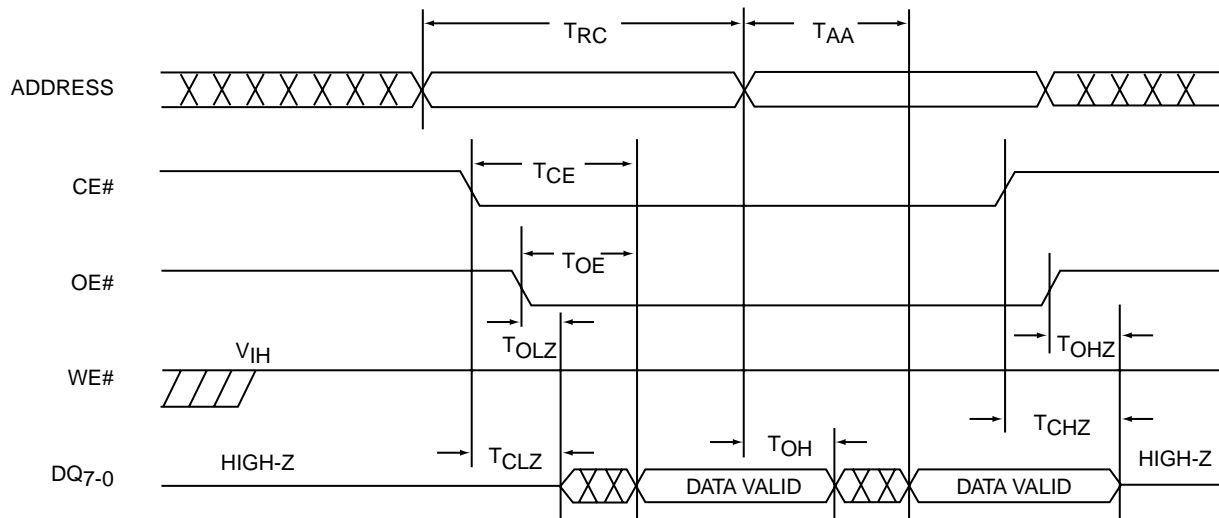 TRC
TAA
ADDRESS
TCE
CE#
TOE
OE#
TOLZ
TOHZ
VIH
WE#
TCLZ
TOH
TCHZ
HIGH-Z
HIGH-Z
DQ7-0
DATA VALID
DATA VALID